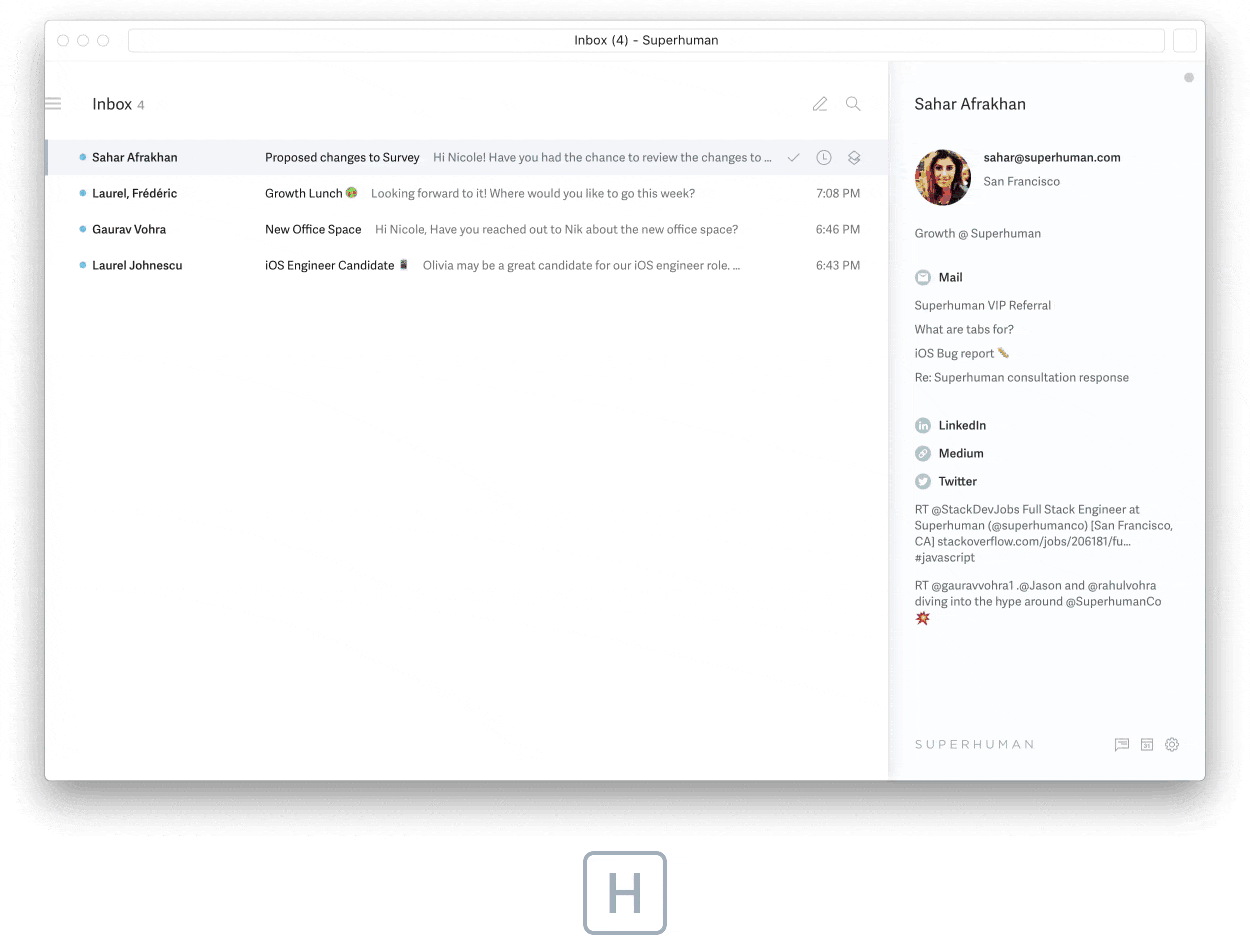 Inbox (4) - Superhuman
Inbox 4
Sahar Afrakhan Proposed changes to Survey Hi Nicole! Have you had the chance to review the changes to ...
Laurel, Frédéric Growth Lunch 🥗 Looking forward to it! Where would you like to go this week? 7:08 PM
Gaurav Vohra New Office Space Hi Nicole, Have you reached out to Nik about the new office space? 6:46 PM
Laurel Johnescu iOS Engineer Candidate 📱 Olivia may be a great candidate for our iOS engineer role. ... 6:43 PM
Sahar Afrakhan
sahar@superhuman.com
San Francisco
Growth @ Superhuman
Mail
Superhuman VIP Referral
What are tabs for?
iOS Bug report 🐛
Re: Superhuman consultation response
in LinkedIn
Medium
Twitter
RT @StackDevJobs Full Stack Engineer at
Superhuman (@superhumanco) [San Francisco,
CA] stackoverflow.com/jobs/206181/fu...
#javascript
RT @gauravvohra1 .@Jason and @rahulvohra
diving into the hype around @SuperhumanCo
💥
SUPERHUMAN 31
H